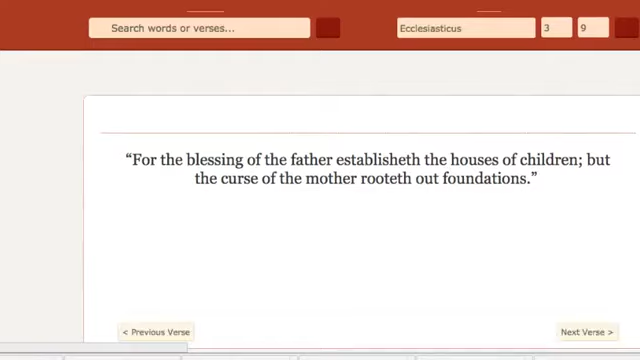 Search words or verses...
Ecclesiasticus
3
9
“For the blessing of the father establisheth the houses of children; but
the curse of the mother rooteth out foundations.”
< Previous Verse
Next Verse >